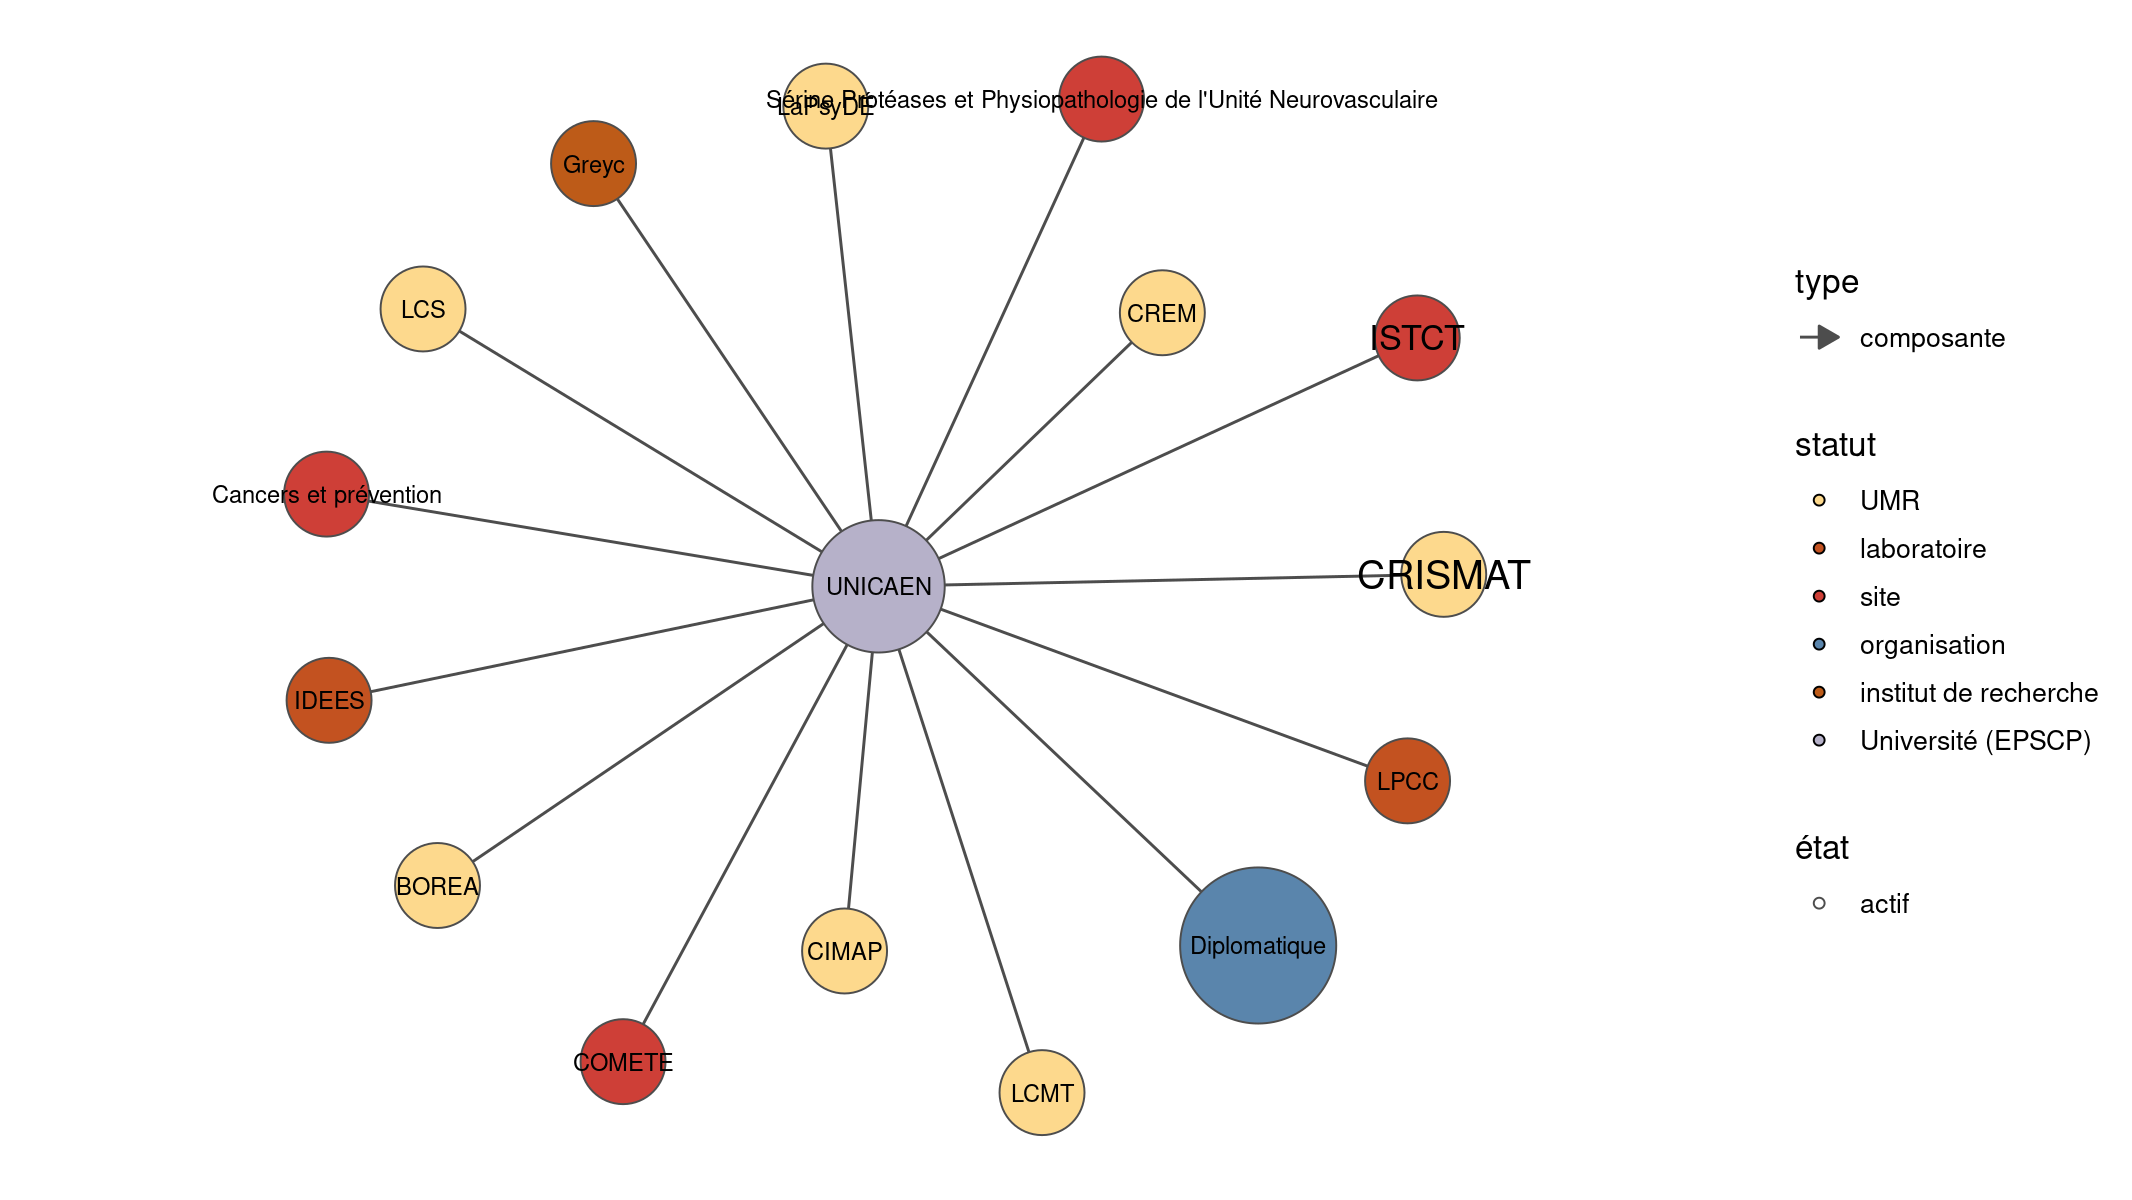 Sérine Protéases et Physiopathologie de l'Unité Neurovasculaire
LaPsyDÉ
Greyc
LCS
CREM
ISTCT
Cancers et prévention
UNICAEN
CRISMAT
IDEES
LPCC
BOREA
CIMAP
Diplomatique
COMETE
LCMT
type
composante
statut
UMR
laboratoire
site
organisation
institut de recherche
Université (EPSCP)
état
actif